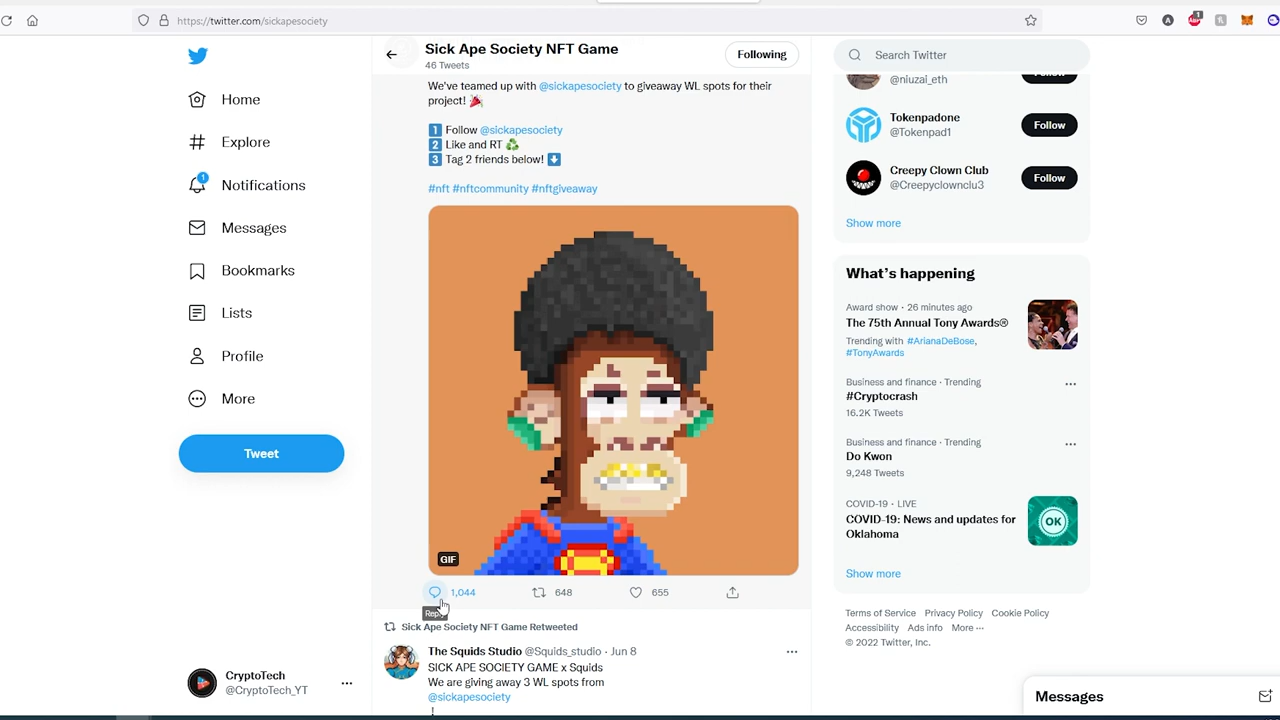 https://twitter.com/sickapesociety
Home
Explore
1
Notifications
Messages
Bookmarks
Lists
Profile
More
Tweet
CryptoTech
@CryptoTech_YT
Sick Ape Society NFT Game
46 Tweets
Following
We've teamed up with @sickapesociety to giveaway WL spots for their
project! 🎉
1 Follow @sickapesociety
2 Like and RT ♻️
3 Tag 2 friends below! ⬇️
#nft #nftcommunity #nftgiveaway
GIF
1,044
648
655
Sick Ape Society NFT Game Retweeted
The Squids Studio @Squids_studio · Jun 8
SICK APE SOCIETY GAME x Squids
We are giving away 3 WL spots from
@sickapesociety
!
Search Twitter
@niuzai_eth
Tokenpadone
@Tokenpad1
Follow
Creepy Clown Club
@Creepyclownclu3
Follow
Show more
What's happening
Award show · 26 minutes ago
The 75th Annual Tony Awards®
Trending with #ArianaDeBose,
#TonyAwards
Business and finance · Trending
#Cryptocrash
16.2K Tweets
Business and finance · Trending
Do Kwon
9,248 Tweets
COVID-19 · LIVE
COVID-19: News and updates for
Oklahoma
OK
Show more
Terms of Service Privacy Policy Cookie Policy
Accessibility Ads info More ···
© 2022 Twitter, Inc.
Messages